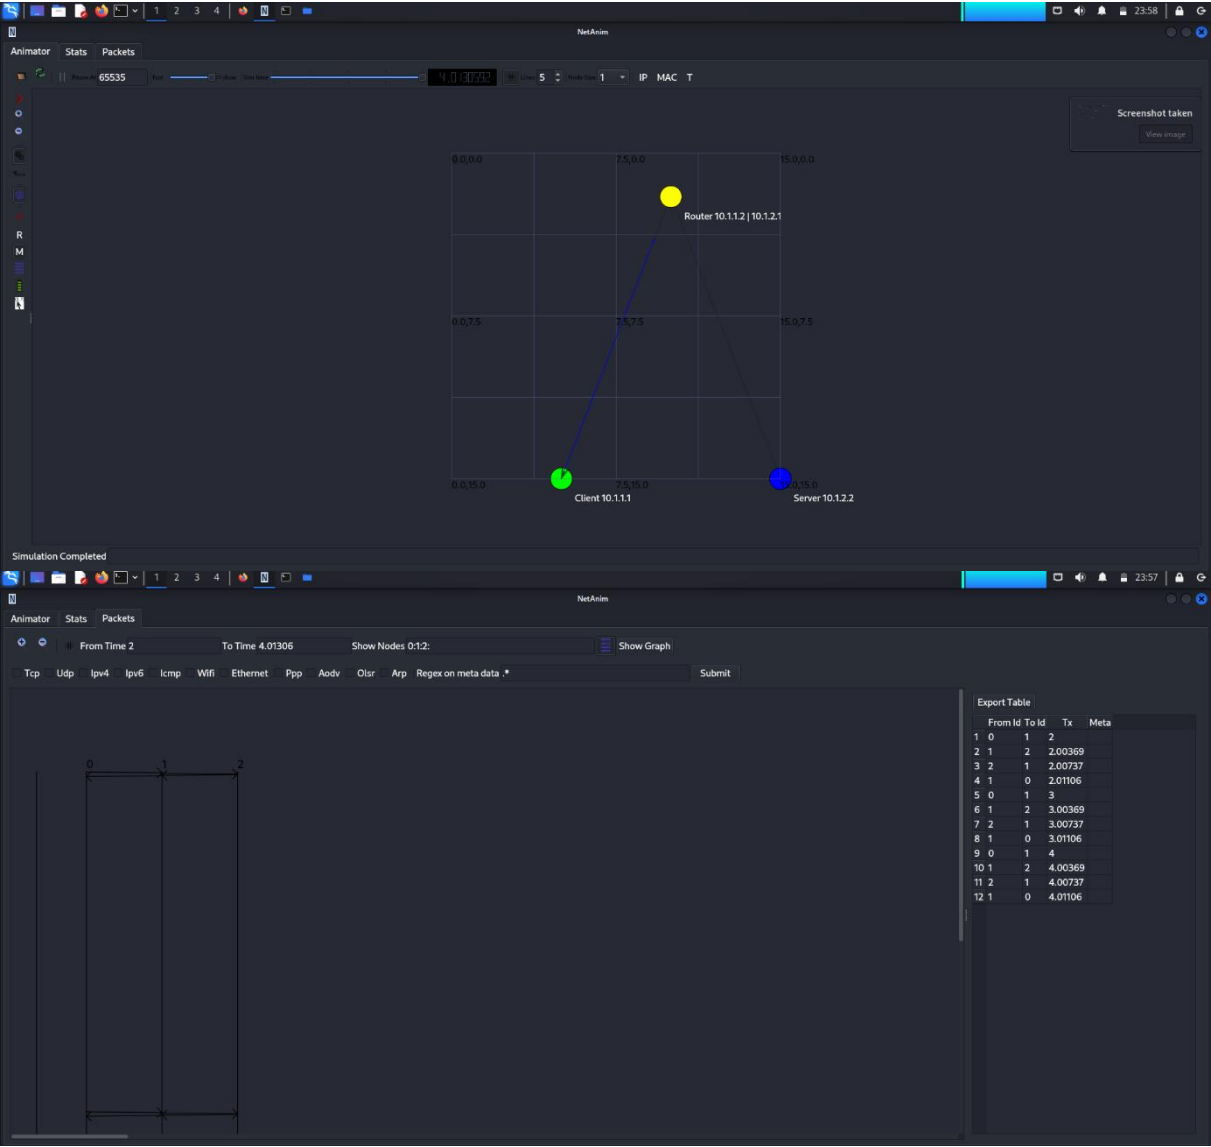 1 2 3 4 23:58
NetAnim
Animator Stats Packets
65535 Lines 5 Node Size 1 IP MAC T
Screenshot taken
View image
0.0,0.0 7.5,0.0 15.0,0.0
Router 10.1.1.2 | 10.1.2.1
R
M
0.0,7.5 7.5,7.5 15.0,7.5
0.0,15.0 7.5,15.0
Client 10.1.1.1 Server 10.1.2.2
Simulation Completed
1 2 3 4 23:57
NetAnim
Animator Stats Packets
From Time 2 To Time 4.01306 Show Nodes 0:1:2: Show Graph
Tcp Udp Ipv4 Ipv6 Icmp Wifi Ethernet Ppp Aodv Olsr Arp Regex on meta data .* Submit
Export Table
From Id To Id Tx Meta
1 0 1 2
2 1 2 2.00369
3 2 1 2.00737
4 1 0 2.01106
5 0 1 3
6 1 2 3.00369
7 2 1 3.00737
8 1 0 3.01106
9 0 1 4
10 1 2 4.00369
11 2 1 4.00737
12 1 0 4.01106
0 1 2